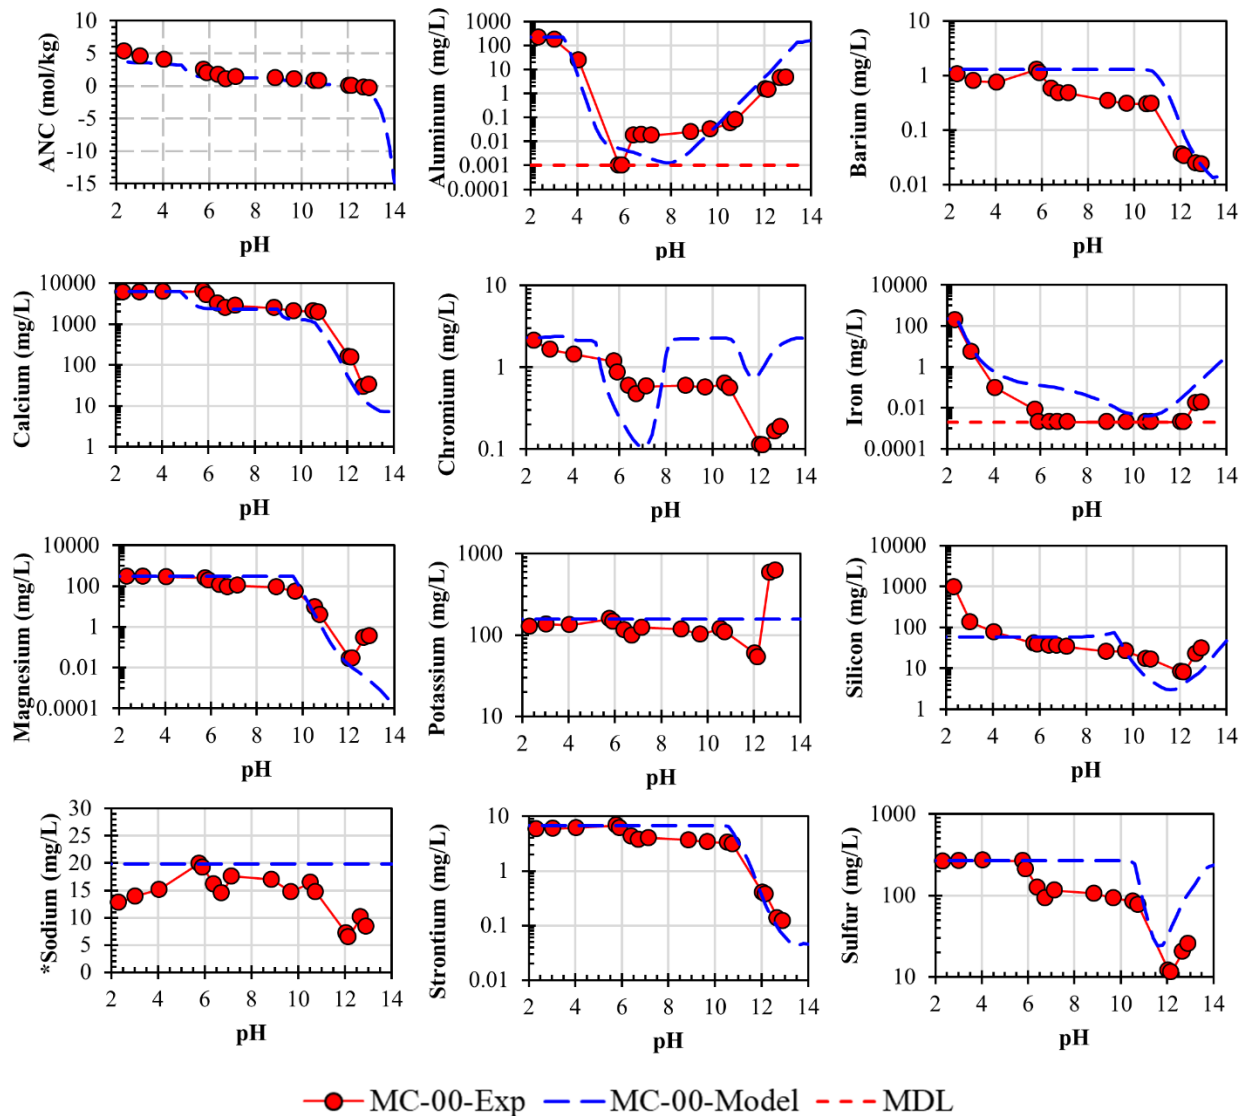 ANC (mol/kg)
10
5
0
-5
-10
-15
2 4 6 8 10 12 14
pH
Aluminum (mg/L)
1000
100
10
1
0.1
0.01
0.001
0.0001
2 4 6 8 10 12 14
pH
Barium (mg/L)
10
1
0.1
0.01
2 4 6 8 10 12 14
pH
Calcium (mg/L)
10000
1000
100
10
1
2 4 6 8 10 12 14
pH
Chromium (mg/L)
10
1
0.1
2 4 6 8 10 12 14
pH
Iron (mg/L)
10000
100
1
0.01
0.0001
2 4 6 8 10 12 14
pH
Magnesium (mg/L)
10000
100
1
0.01
0.0001
2 4 6 8 10 12 14
pH
Potassium (mg/L)
1000
100
10
2 4 6 8 10 12 14
pH
Silicon (mg/L)
10000
1000
100
10
1
2 4 6 8 10 12 14
pH
*Sodium (mg/L)
30
25
20
15
10
5
0
2 4 6 8 10 12 14
pH
Strontium (mg/L)
10
1
0.1
0.01
2 4 6 8 10 12 14
pH
Sulfur (mg/L)
1000
100
10
2 4 6 8 10 12 14
pH
MC-00-Exp MC-00-Model MDL